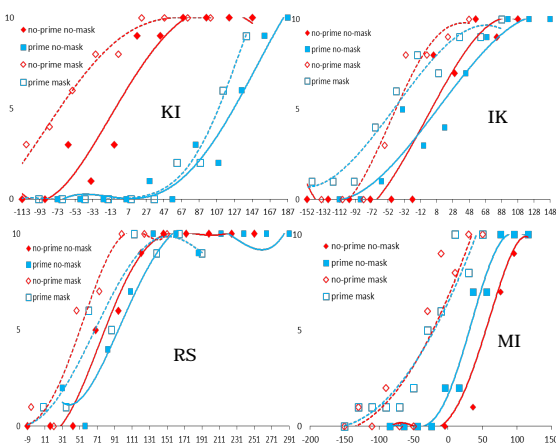 10
no-prime no-mask
prime no-mask
no-prime mask
prime mask
5
KI
0
-113 -93 -73 -53 -33 -13 7 27 47 67 87 107 127 147 167 187
10
no-prime no-mask
prime no-mask
no-prime mask
prime mask
5
IK
0
-152 -132 -112 -92 -72 -52 -32 -12 8 28 48 68 88 108 128 148
10
no-prime no-mask
prime no-mask
no-prime mask
prime mask
5
RS
0
-9 11 31 51 71 91 111 131 151 171 191 211 231 251 271 291
10
no-prime no-mask
prime no-mask
no-prime mask
prime mask
5
MI
0
-200 -150 -100 -50 0 50 100 150